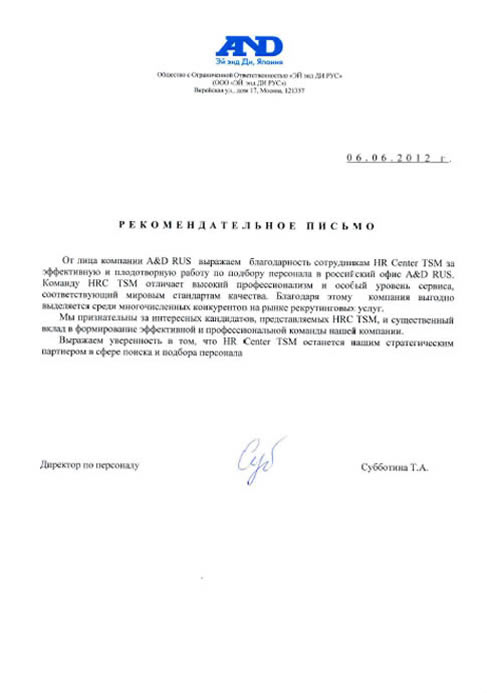 AND
Эй энд Ди, Япония
Общество с Ограниченной Ответственностью «ЭЙ энд ДИ РУС»
(ООО «ЭЙ энд ДИ РУС»)
Верейская ул., дом 17, Москва, 121357
06.06.2012 г.
РЕКОМЕНДАТЕЛЬНОЕ ПИСЬМО
От лица компании A&D RUS выражаем благодарность сотрудникам HR Center TSM за
эффективную и плодотворную работу по подбору персонала в российский офис A&D RUS.
Команду HRC TSM отличает высокий профессионализм и особый уровень сервиса,
соответствующий мировым стандартам качества. Благодаря этому компания выгодно
выделяется среди многочисленных конкурентов на рынке рекрутинговых услуг.
Мы признательны за интересных кандидатов, представляемых HRC TSM, и существенный
вклад в формирование эффективной и профессиональной команды нашей компании.
Выражаем уверенность в том, что HR Center TSM останется нашим стратегическим
партнером в сфере поиска и подбора персонала
Директор по персоналу
Субботина Т.А.